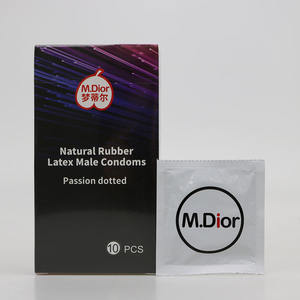 M.Dior
梦蒂尔
Natural Rubber
Latex Male Condoms
Passion dotted
10 PCS
M.Dior